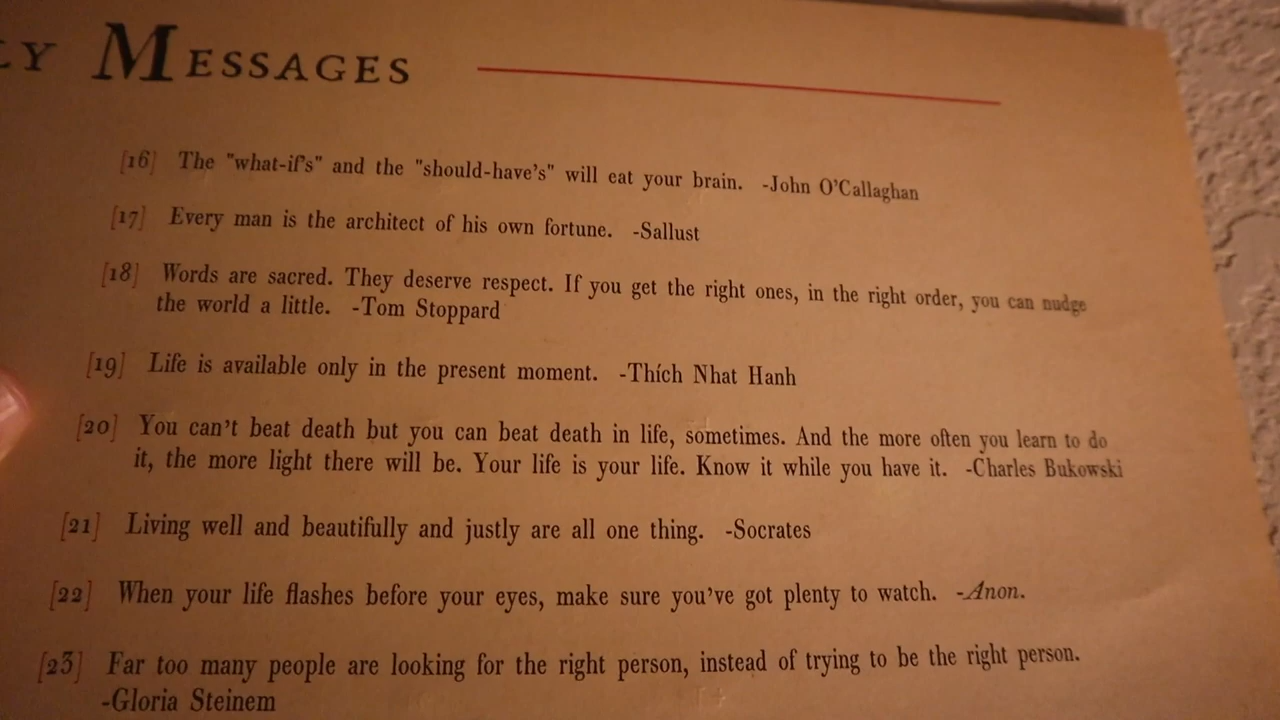 LY MESSAGES
[16] The "what-if's" and the "should-have's" will eat your brain. -John O'Callaghan
[17] Every man is the architect of his own fortune. -Sallust
[18] Words are sacred. They deserve respect. If you get the right ones, in the right order, you can nudge
the world a little. -Tom Stoppard
[19] Life is available only in the present moment. -Thích Nhat Hanh
[20] You can't beat death but you can beat death in life, sometimes. And the more often you learn to do
it, the more light there will be. Your life is your life. Know it while you have it. -Charles Bukowski
[21] Living well and beautifully and justly are all one thing. -Socrates
[22] When your life flashes before your eyes, make sure you've got plenty to watch. -Anon.
[23] Far too many people are looking for the right person, instead of trying to be the right person.
-Gloria Steinem